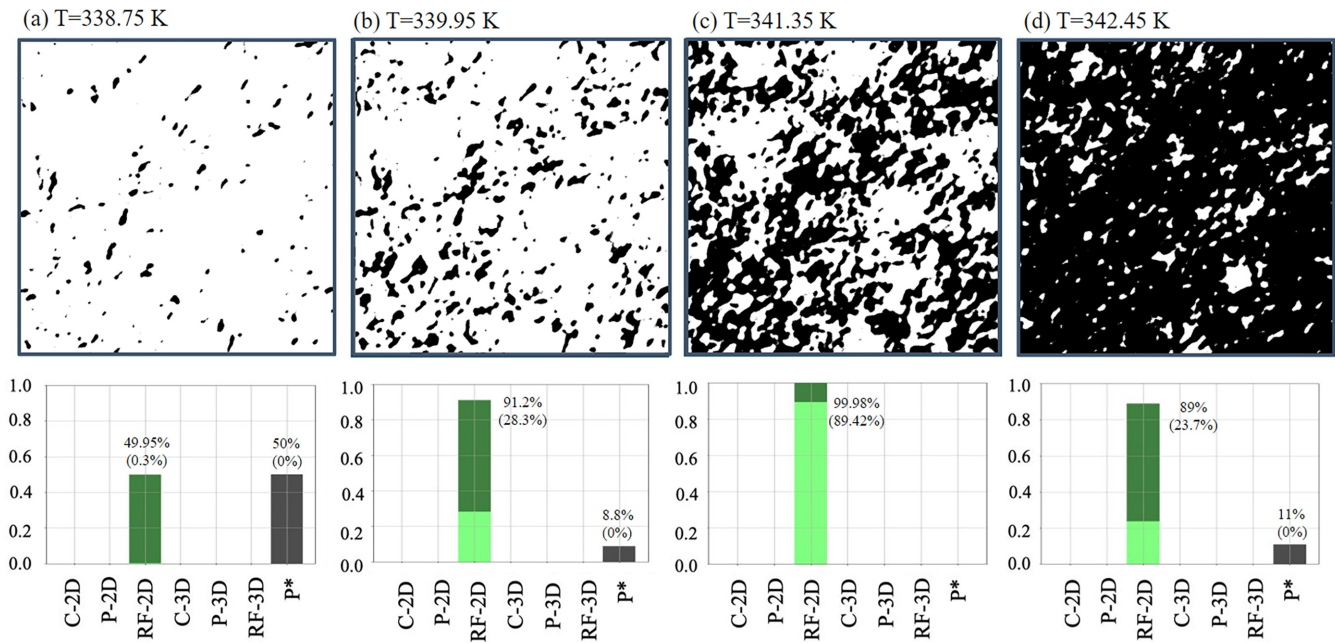 (a) T=338.75 K
(b) T=339.95 K
(c) T=341.35 K
(d) T=342.45 K
1.0
0.8
0.6
0.4
0.2
0.0
49.95%
(0.3%)
50%
(0%)
C-2D
P-2D
RF-2D
C-3D
P-3D
RF-3D
P*
1.0
0.8
0.6
0.4
0.2
0.0
91.2%
(28.3%)
8.8%
(0%)
C-2D
P-2D
RF-2D
C-3D
P-3D
RF-3D
P*
1.0
0.8
0.6
0.4
0.2
0.0
99.98%
(89.42%)
C-2D
P-2D
RF-2D
C-3D
P-3D
RF-3D
P*
1.0
0.8
0.6
0.4
0.2
0.0
89%
(23.7%)
11%
(0%)
C-2D
P-2D
RF-2D
C-3D
P-3D
RF-3D
P*